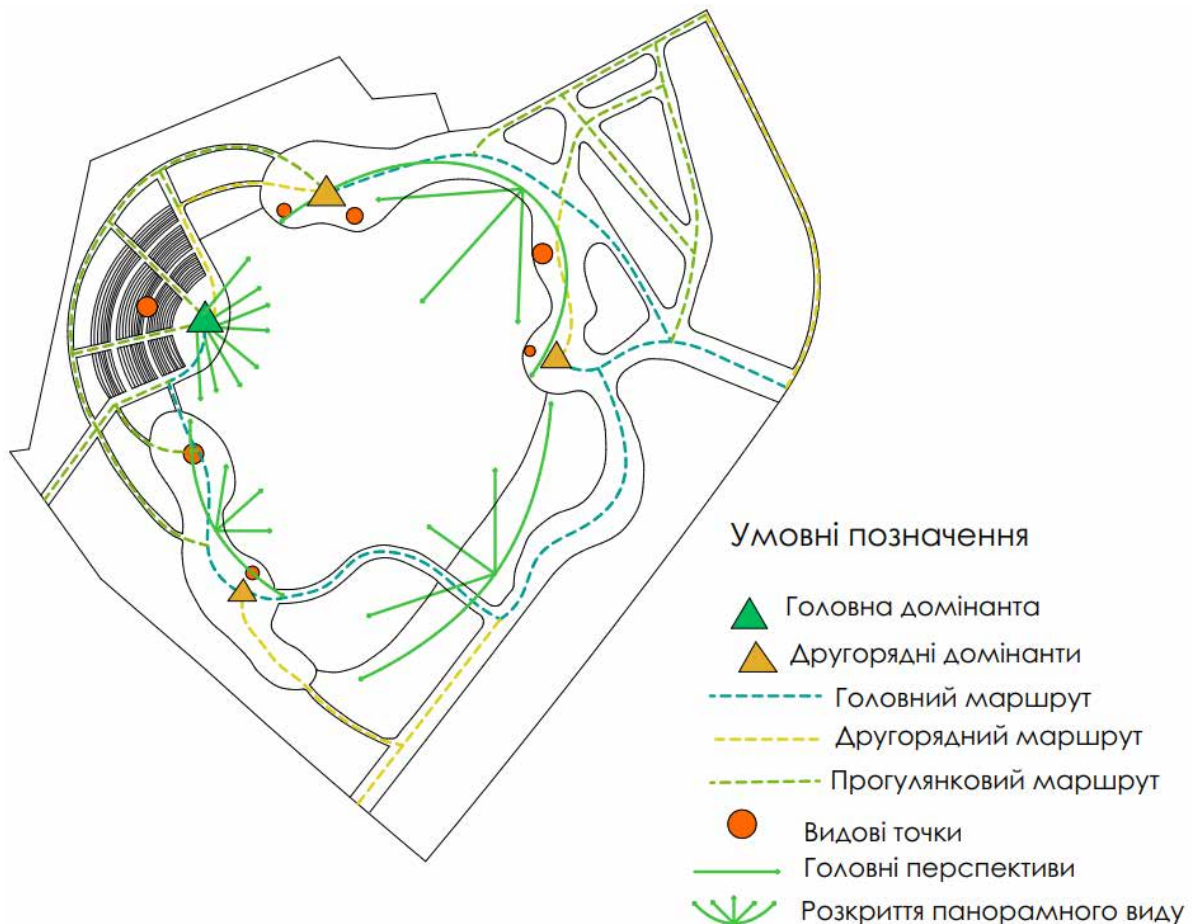 Умовні позначення
Головна домінанта
Другорядні домінанти
Головний маршрут
Другорядний маршрут
Прогулянковий маршрут
Видові точки
Головні перспективи
Розкриття панорамного виду